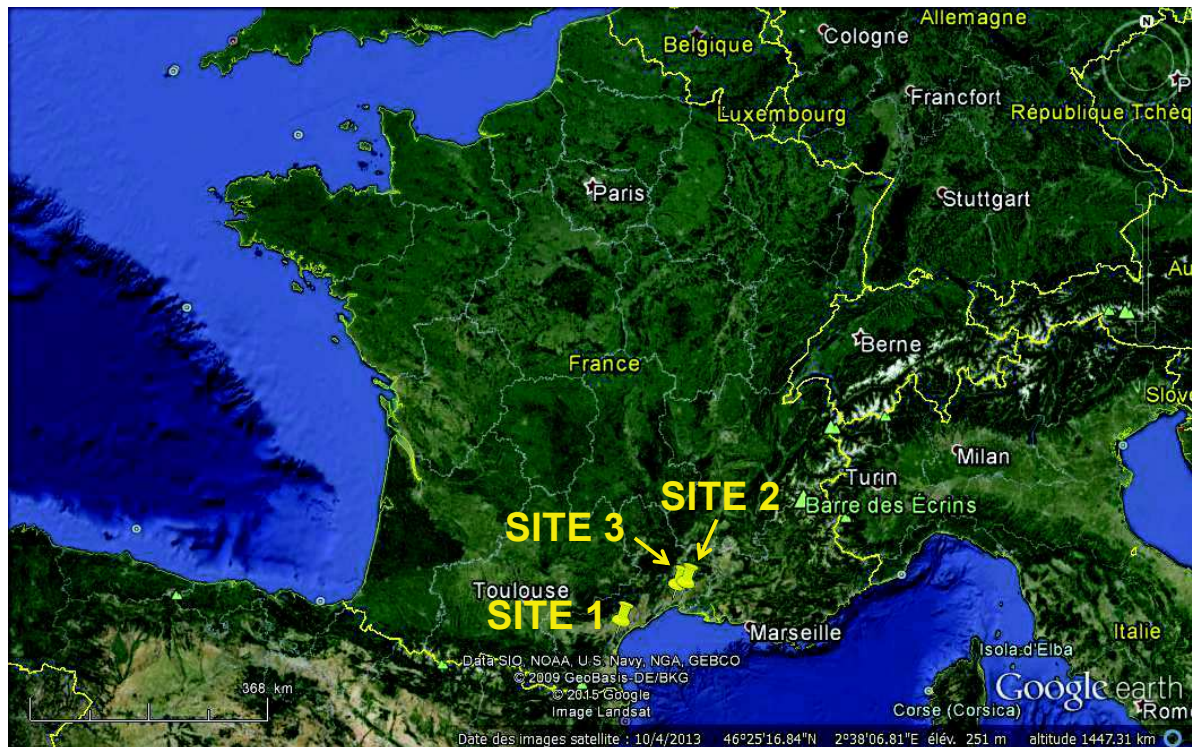 Allemagne
N
Belgique
Cologne
P
Francfort
Luxembourg
République Tchèq
Paris
Stuttgart
Au
Berne
France
Slove
Milan
Turin
SITE 2
Barre des Écrins
SITE 3
Toulouse
SITE 1
Marseille
Italie
Isola d'Elba
Data SIO, NOAA, U.S. Navy, NGA, GEBCO
© 2009 GeoBasis-DE/BKG
© 2015 Google
Image Landsat
368 km
Google earth
Corse (Corsica)
Rome
Date des images satellite : 10/4/2013 46°25'16.84"N 2°38'06.81"E élév. 251 m altitude 1447.31 km